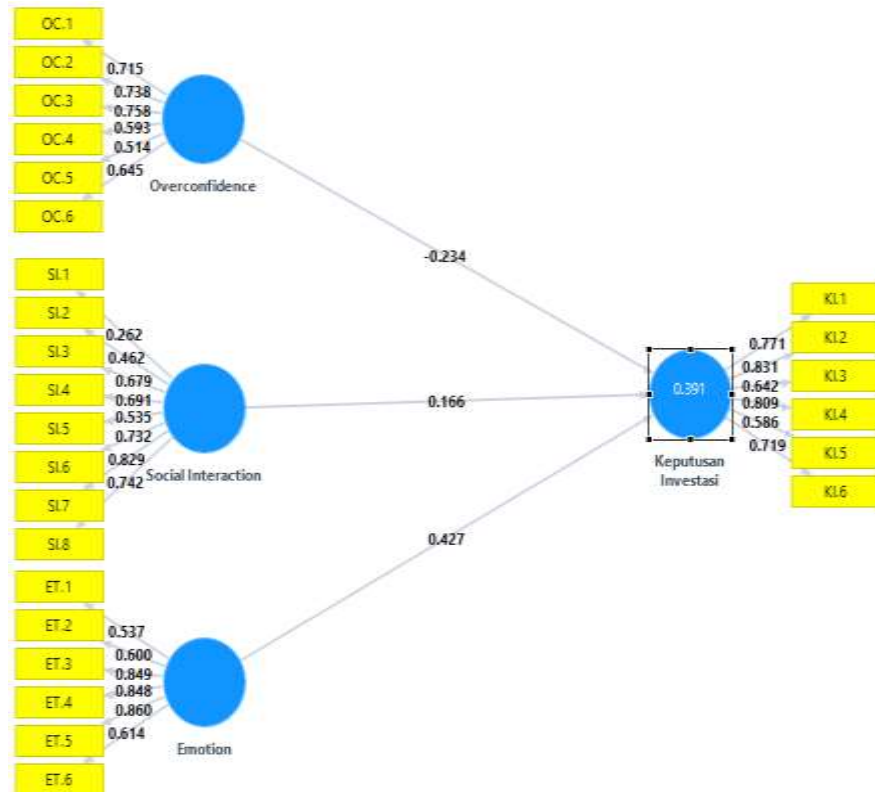 OC.1
OC.2
OC.3
OC.4
OC.5
OC.6
0.715
0.738
0.758
0.593
0.514
0.645
Overconfidence
-0.234
SI.1
SI.2
SI.3
SI.4
SI.5
SI.6
SI.7
SI.8
0.262
0.462
0.679
0.691
0.535
0.732
0.829
0.742
Social Interaction
0.166
ET.1
ET.2
ET.3
ET.4
ET.5
ET.6
0.537
0.600
0.849
0.848
0.860
0.614
Emotion
0.427
0.391
Keputusan
Investasi
0.771
0.831
0.642
0.809
0.586
0.719
KI.1
KI.2
KI.3
KI.4
KI.5
KI.6